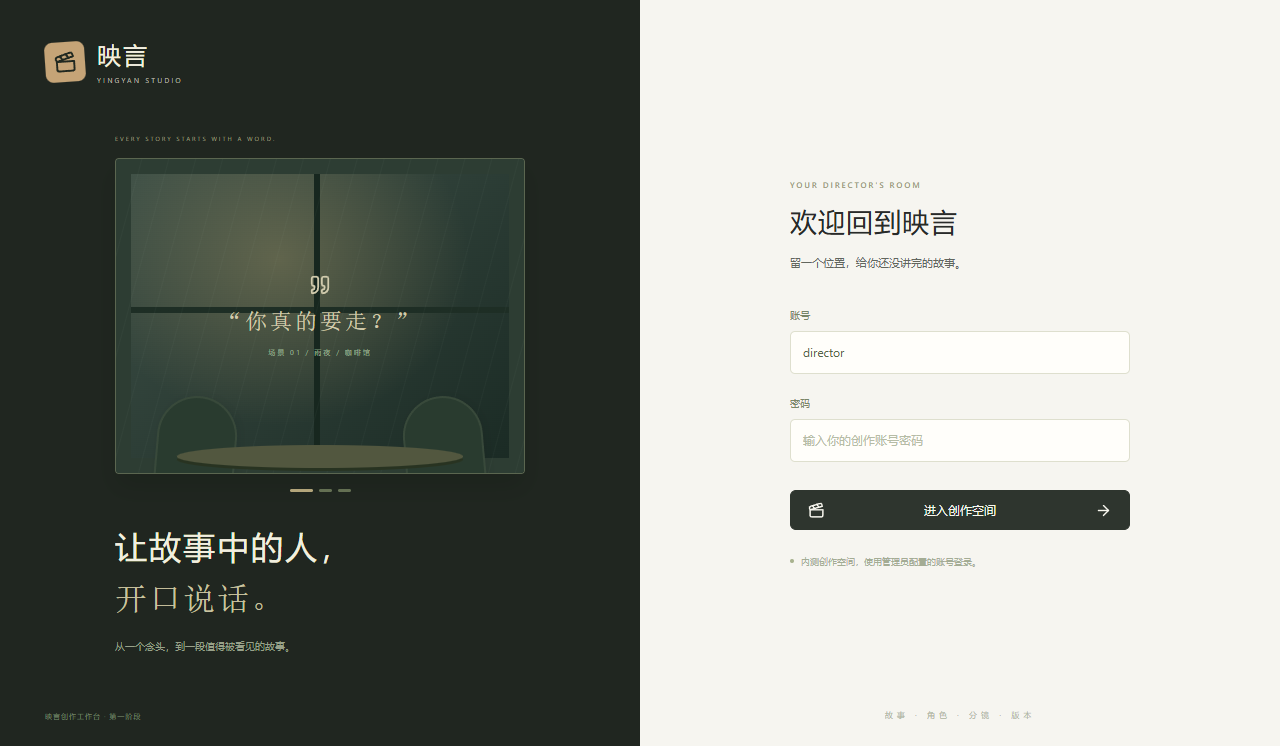 映言
YINGYAN STUDIO
EVERY STORY STARTS WITH A WORD.
“你真的要走？”
场景 01 / 雨夜 / 咖啡馆
让故事中的人，
开口说话。
从一个念头，到一段值得被看见的故事。
映言创作工作台 · 第一阶段
YOUR DIRECTOR'S ROOM
欢迎回到映言
留一个位置，给你还没讲完的故事。
账号
director
密码
输入你的创作账号密码
进入创作空间
内测创作空间，使用管理员配置的账号登录。
故事 · 角色 · 分镜 · 版本